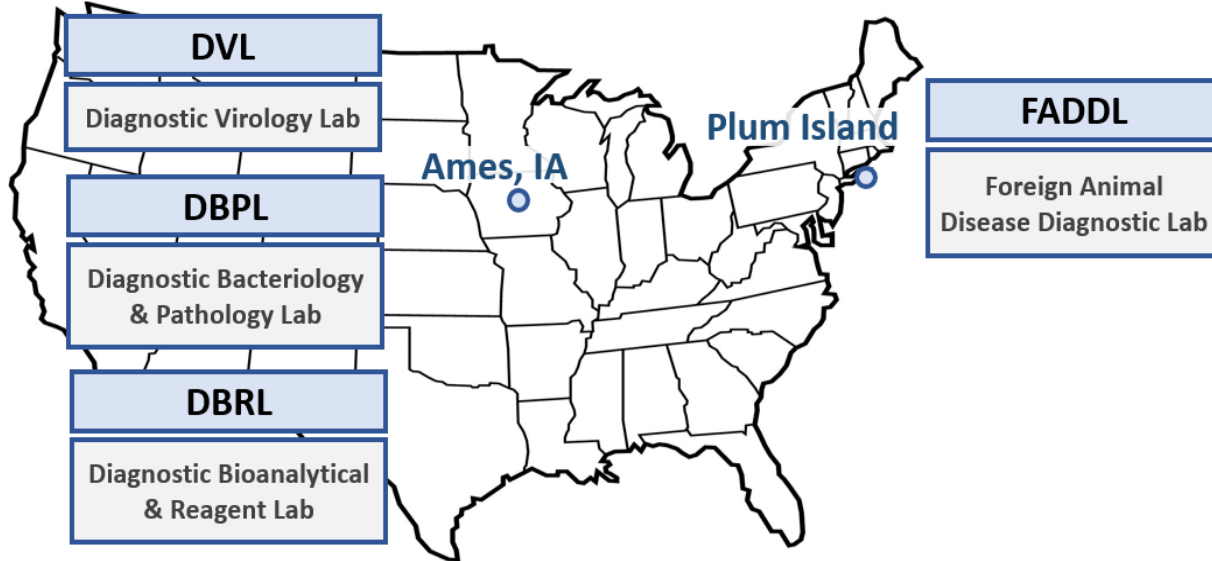 DVL
Diagnostic Virology Lab
DBPL
Diagnostic Bacteriology
& Pathology Lab
DBRL
Diagnostic Bioanalytical
& Reagent Lab
Ames, IA
Plum Island
FADDL
Foreign Animal
Disease Diagnostic Lab